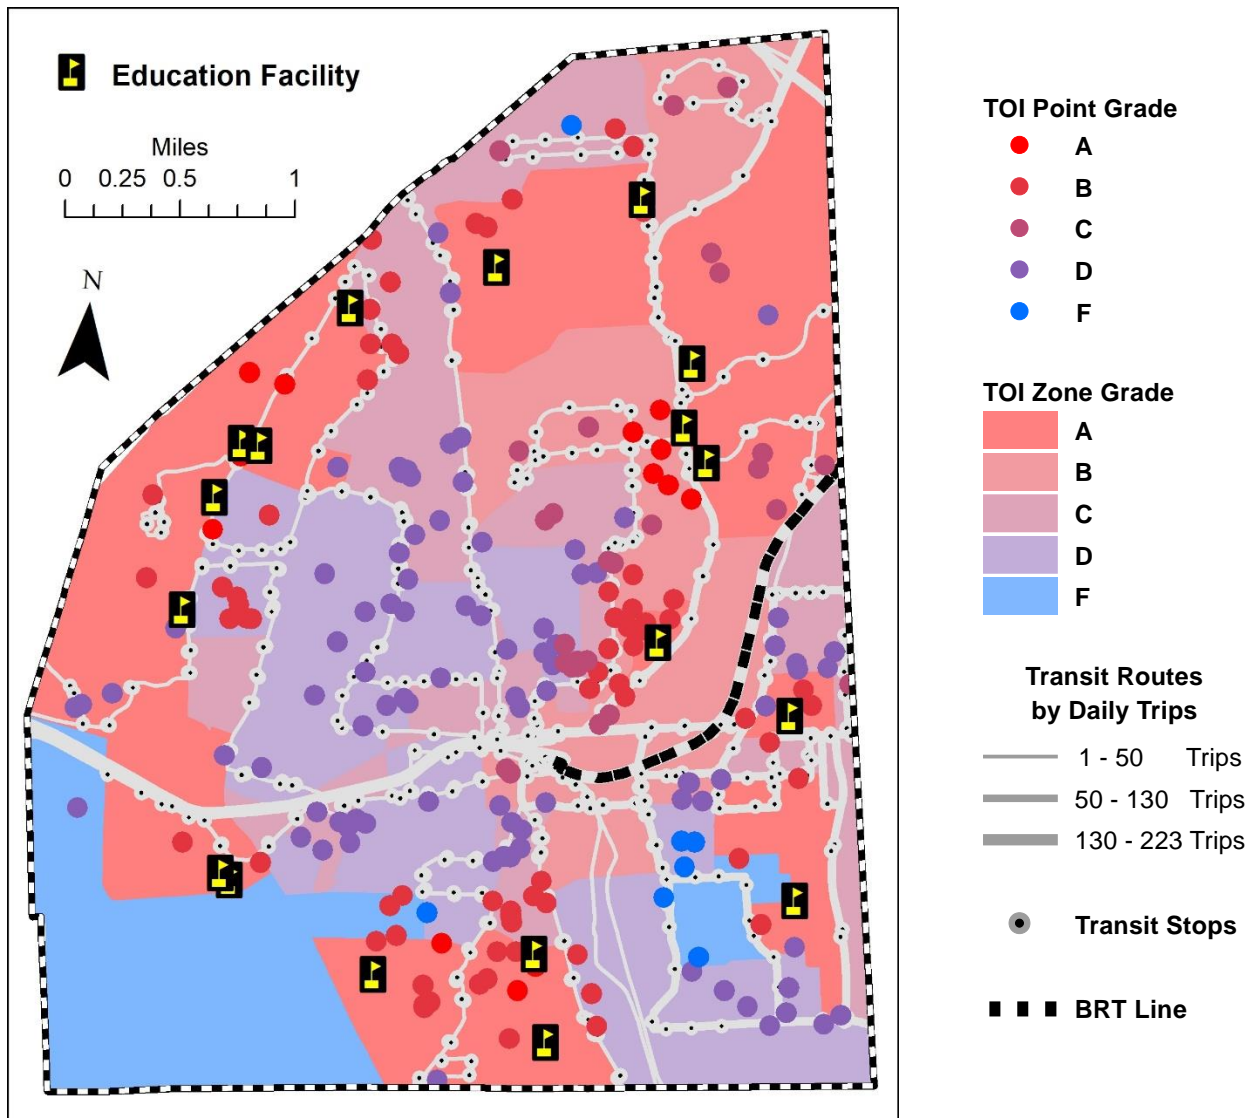 Education Facility
Miles
0 0.25 0.5 1
N
TOI Point Grade
A
B
C
D
F
TOI Zone Grade
A
B
C
D
F
Transit Routes
by Daily Trips
1 - 50 Trips
50 - 130 Trips
130 - 223 Trips
Transit Stops
BRT Line